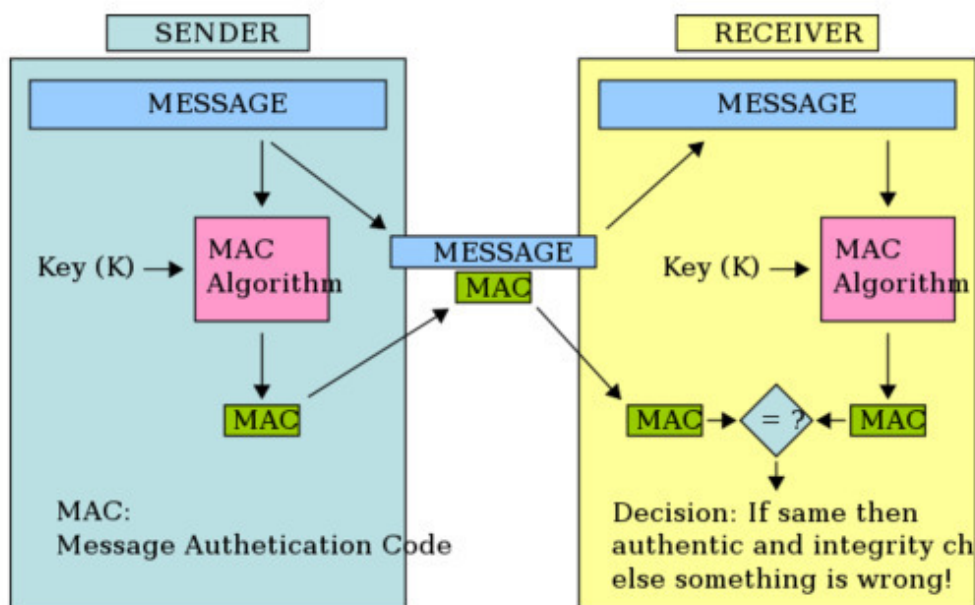 SENDER
RECEIVER
MESSAGE
MESSAGE
MESSAGE
MAC
Key (K)
MAC
Algorithm
Key (K)
MAC
Algorithm
MAC
MAC
= ?
MAC
MAC:
Message Authetication Code
Decision: If same then
authentic and integrity ch
else something is wrong!